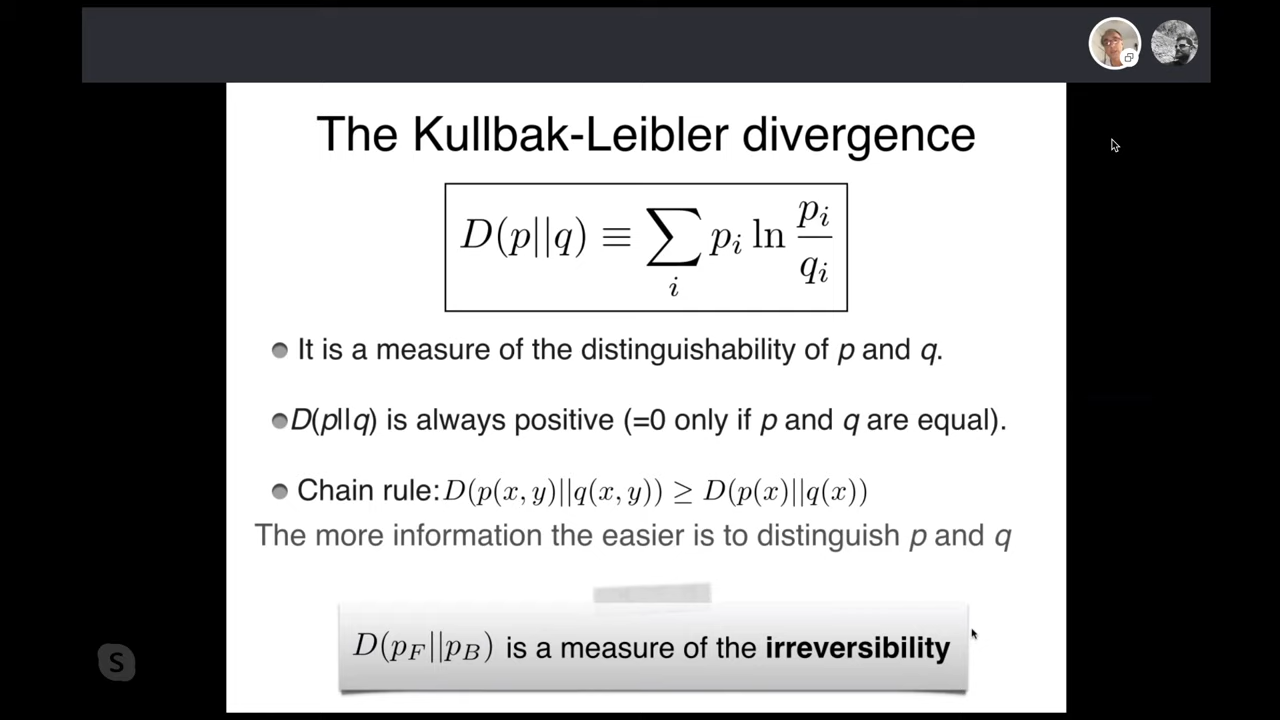 The Kullbak-Leibler divergence
D(p||q) ≡ ∑_i p_i ln p_i/q_i
It is a measure of the distinguishability of p and q.
D(p||q) is always positive (=0 only if p and q are equal).
Chain rule: D(p(x, y)||q(x, y)) ≥ D(p(x)||q(x))
The more information the easier is to distinguish p and q
D(p_F||p_B) is a measure of the irreversibility
S